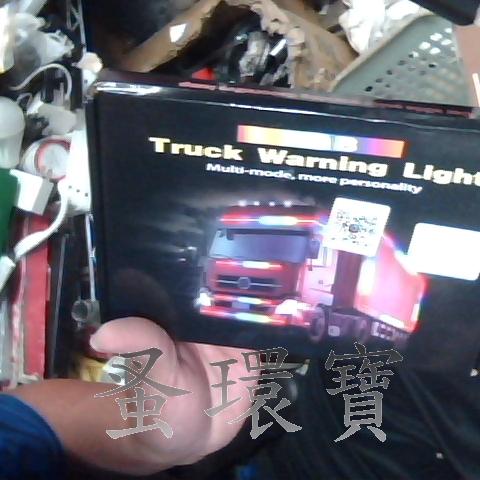 Truck Warning Light
Multi-mode, more personality
蚤環寶